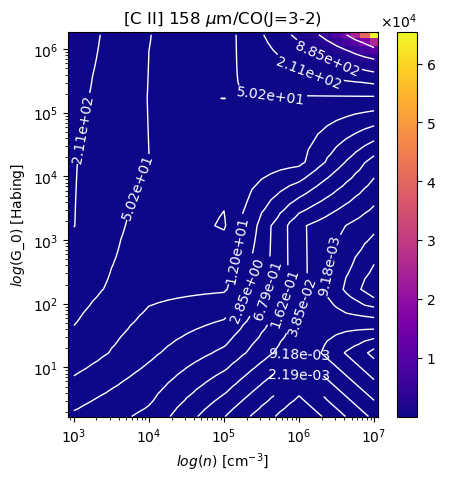 [C II] 158 μm/CO(J=3-2)
×10⁴
log(G_0) [Habing]
10⁶
10⁵
10⁴
10³
10²
10¹
8.85e+02
2.11e+02
5.02e+01
2.11e+02
5.02e+01
1.20e+01
2.85e+00
6.79e-01
1.62e-01
3.85e-02
9.18e-03
9.18e-03
2.19e-03
6
5
4
3
2
1
10³ 10⁴ 10⁵ 10⁶ 10⁷
log(n) [cm⁻³]